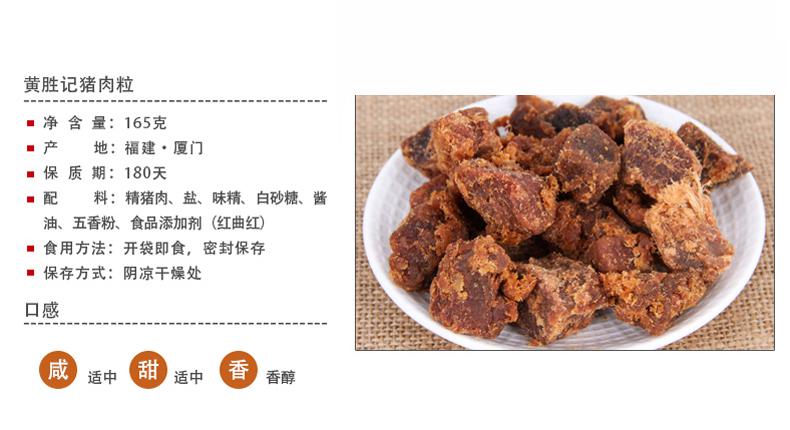 黄胜记猪肉粒
净 含 量：165克
产 地：福建·厦门
保 质 期：180天
配 料：精猪肉、盐、味精、白砂糖、酱
油、五香粉、食品添加剂（红曲红）
食用方法：开袋即食，密封保存
保存方式：阴凉干燥处
口感
咸 适中 甜 适中 香 香醇